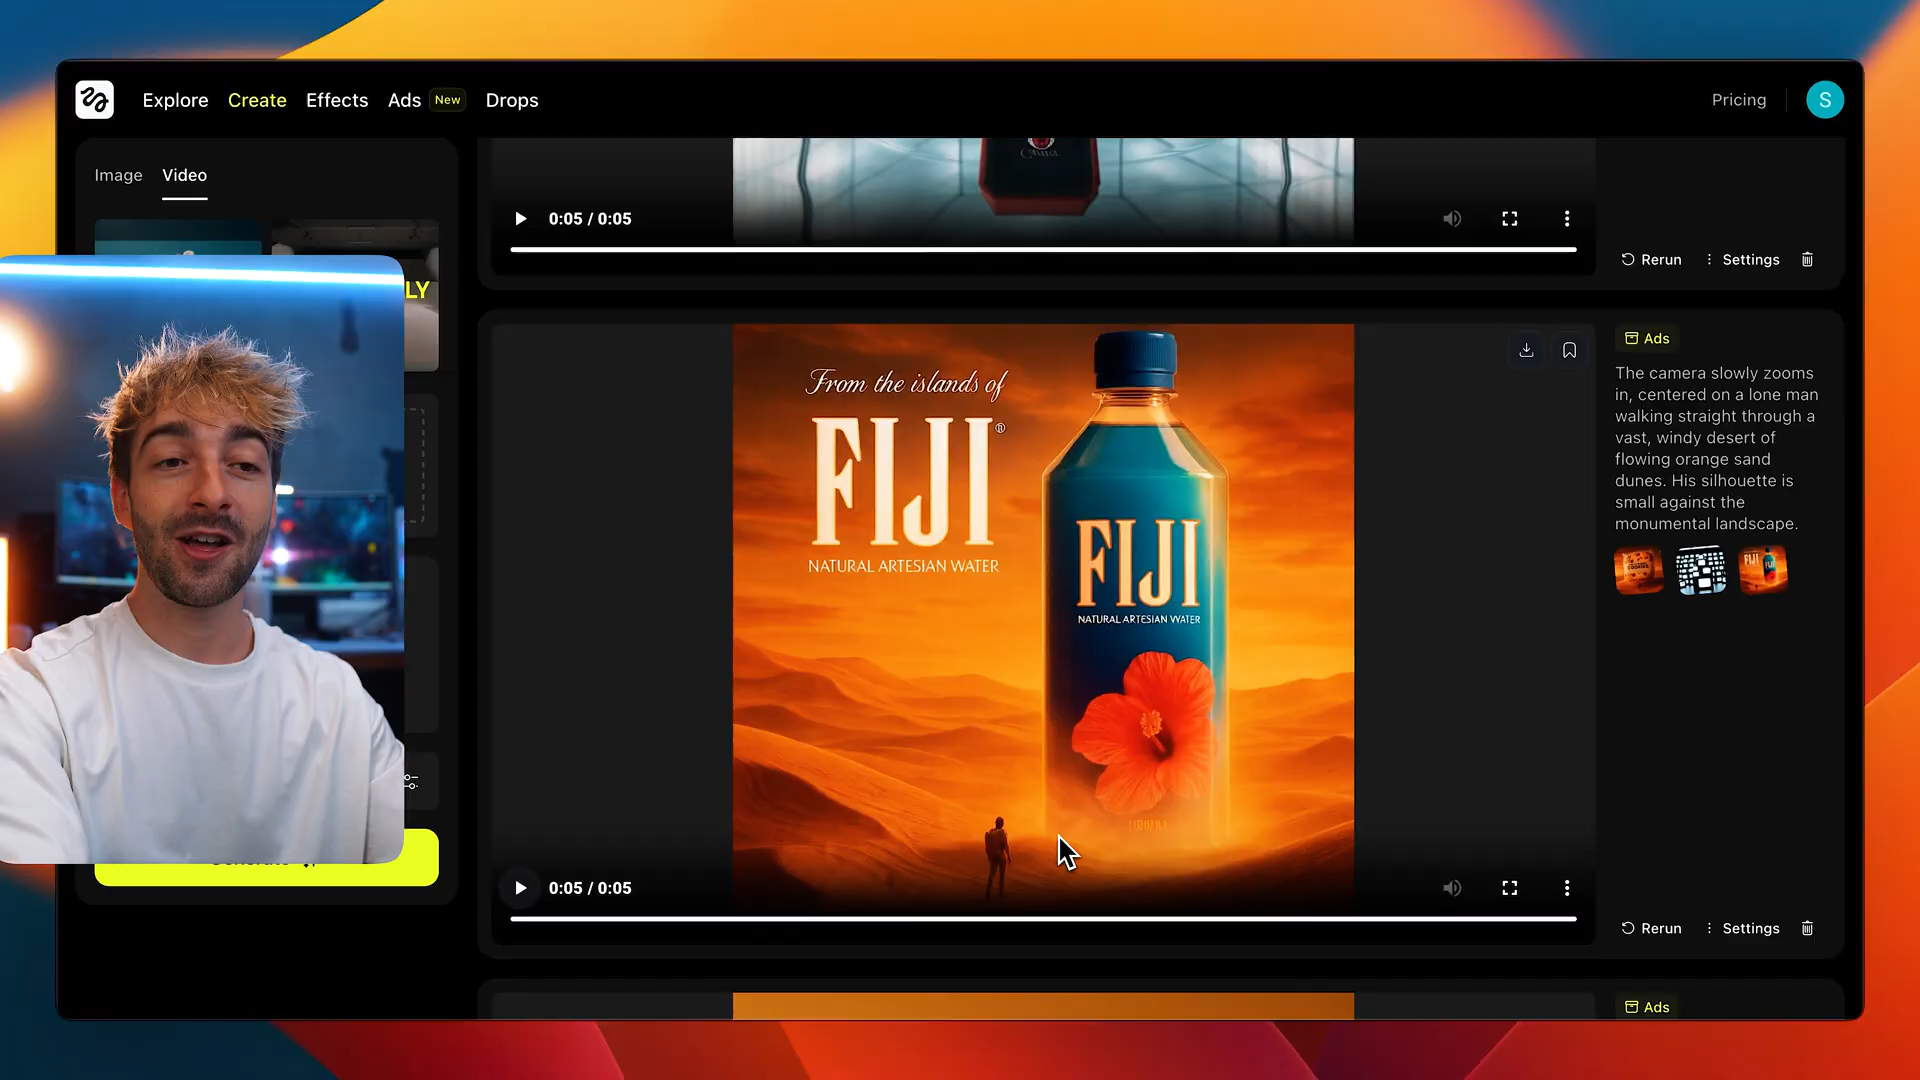 Explore Create Effects Ads New Drops
Pricing S
Image Video
LY
0:05 / 0:05
Rerun Settings
Ads
The camera slowly zooms
in, centered on a lone man
walking straight through a
vast, windy desert of
flowing orange sand
dunes. His silhouette is
small against the
monumental landscape.
From the islands of
FIJI®
NATURAL ARTESIAN WATER
FIJI
NATURAL ARTESIAN WATER
0:05 / 0:05
Rerun Settings
Ads